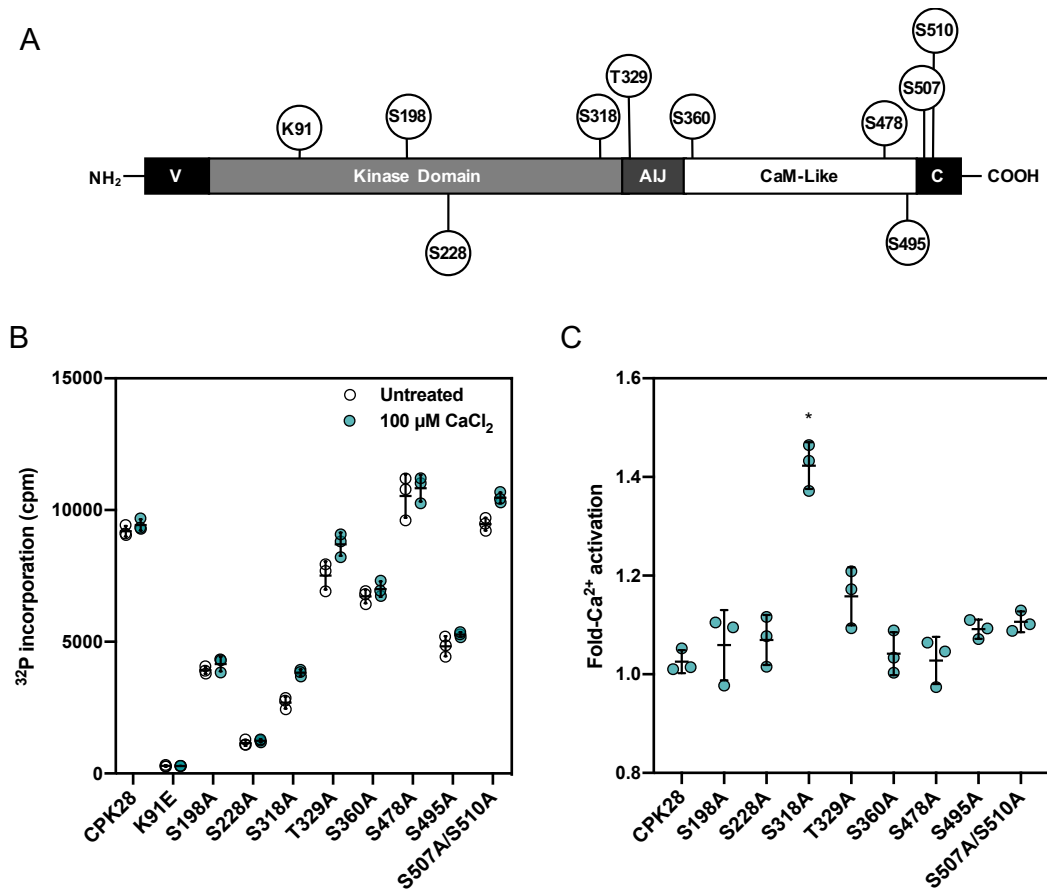 A
S510
T329
S507
K91
S198
S318
S360
S478
NH₂
V
Kinase Domain
AIJ
CaM-Like
C
COOH
S228
S495
B
15000
10000
5000
0
³²P incorporation (cpm)
Untreated
100 µM CaCl₂
CPK28
K91E
S198A
S228A
S318A
T329A
S360A
S478A
S495A
S507A/S510A
C
1.6
1.4
1.2
1.0
0.8
Fold-Ca²⁺ activation
*
CPK28
S198A
S228A
S318A
T329A
S360A
S478A
S495A
S507A/S510A